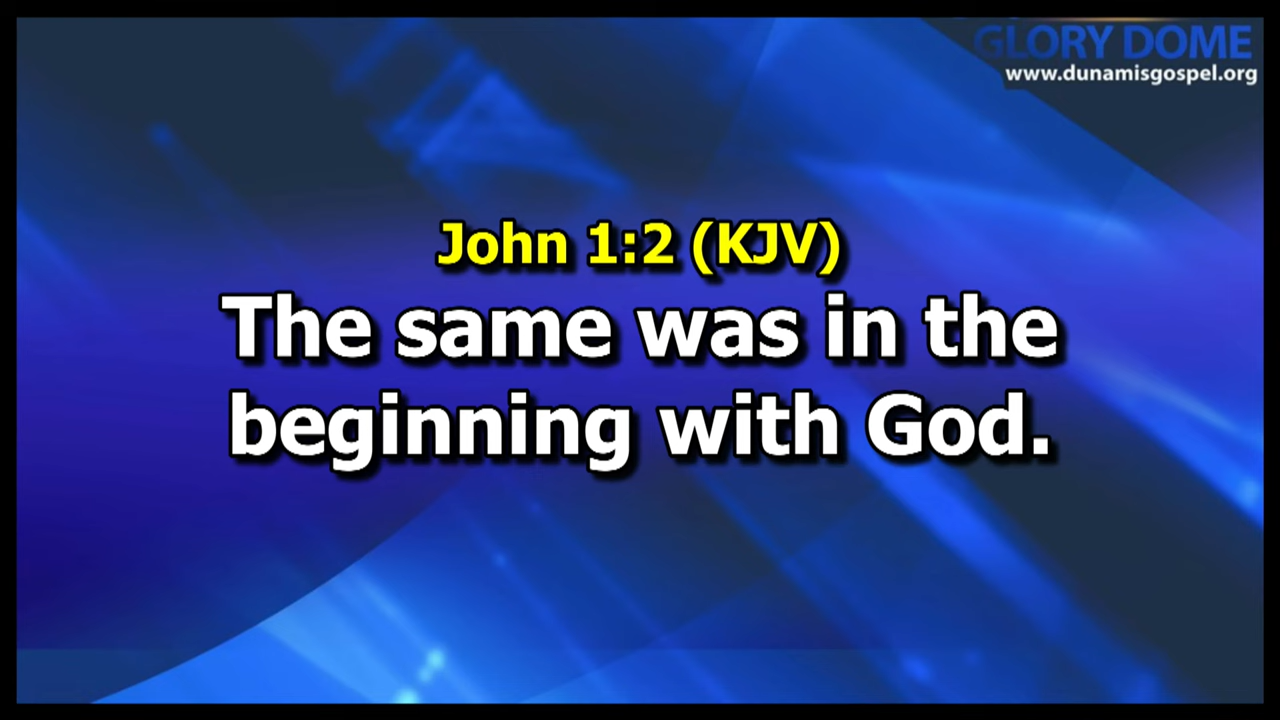 GLORY DOME
www.dunamisgospel.org
John 1:2 (KJV)
The same was in the
beginning with God.